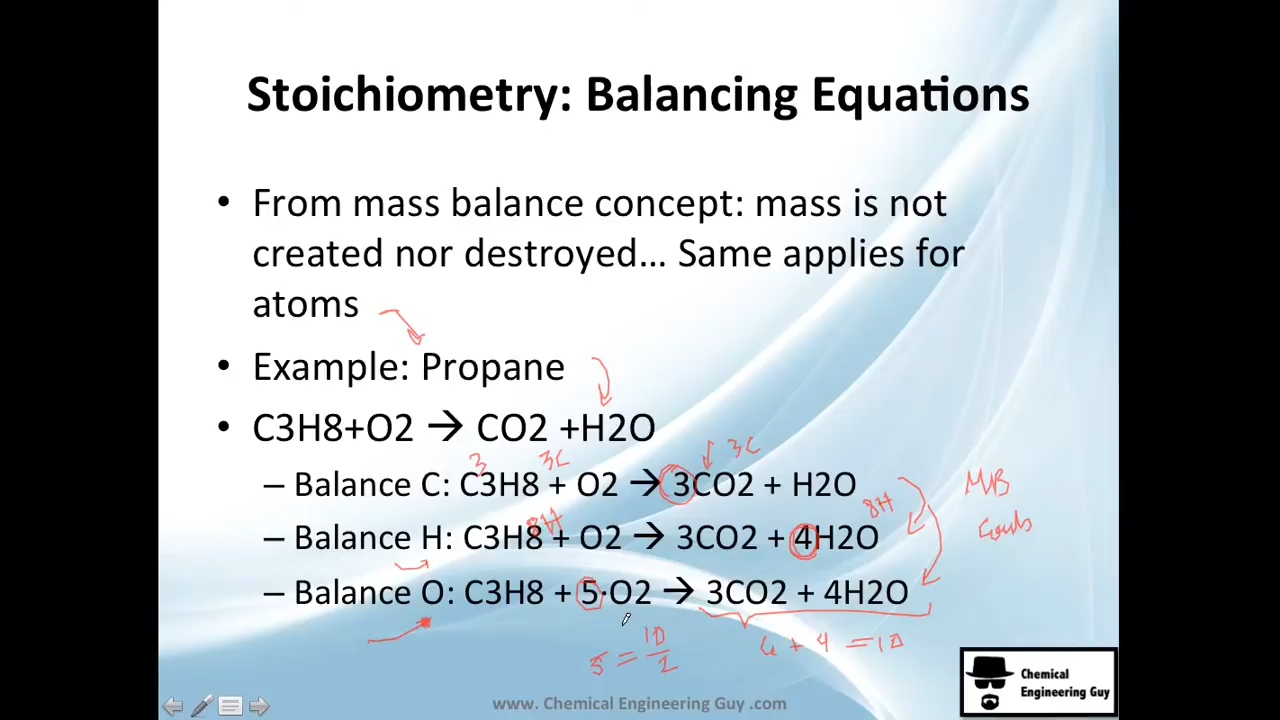 Stoichiometry: Balancing Equations
• From mass balance concept: mass is not
created nor destroyed... Same applies for
atoms
• Example: Propane
• C3H8+O2 → CO2 +H2O
3 3C 3C
– Balance C: C3H8 + O2 → 3CO2 + H2O
MB
8H 8H
– Balance H: C3H8 + O2 → 3CO2 + 4H2O
– Balance O: C3H8 + 5·O2 → 3CO2 + 4H2O
5 = 10/2
6 + 4 = 10
Chemical
Engineering Guy
www. Chemical Engineering Guy .com